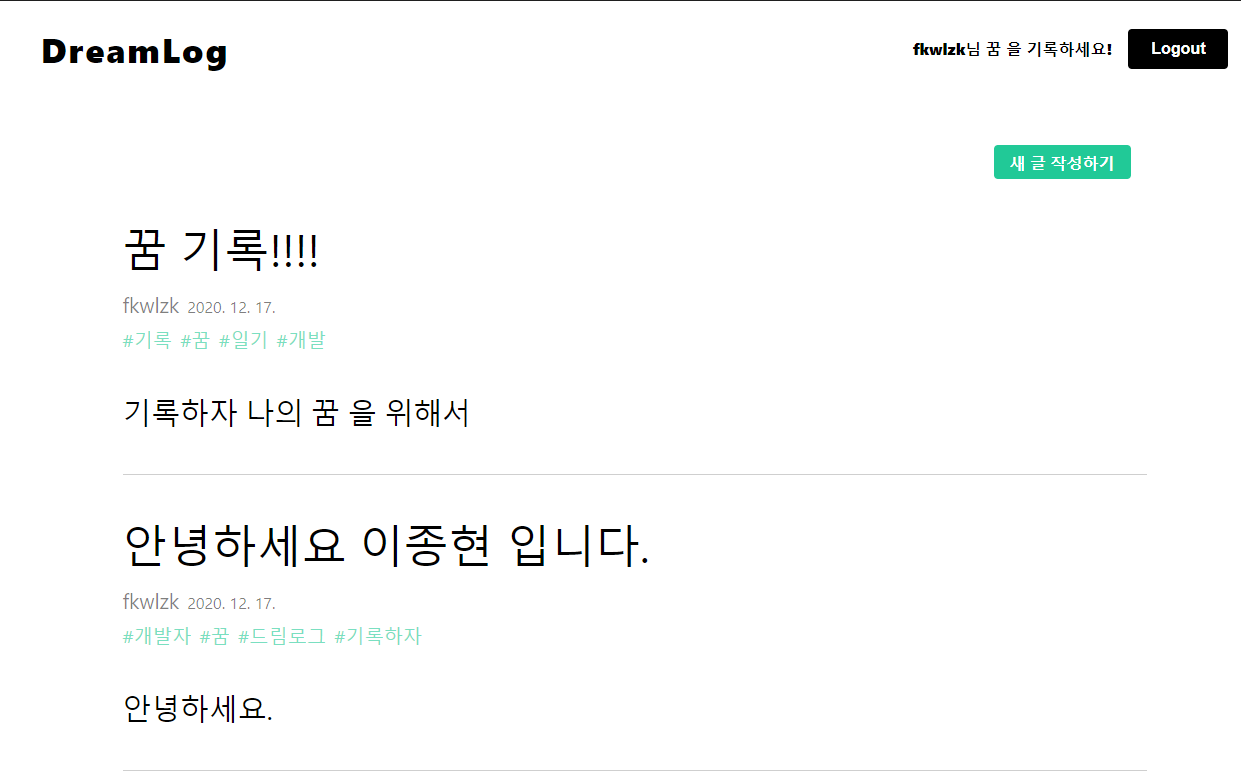 DreamLog
fkwlzk님 꿈 을 기록하세요!
Logout
새 글 작성하기
꿈 기록!!!!
fkwlzk 2020. 12. 17.
#기록 #꿈 #일기 #개발
기록하자 나의 꿈 을 위해서
안녕하세요 이종현 입니다.
fkwlzk 2020. 12. 17.
#개발자 #꿈 #드림로그 #기록하자
안녕하세요.